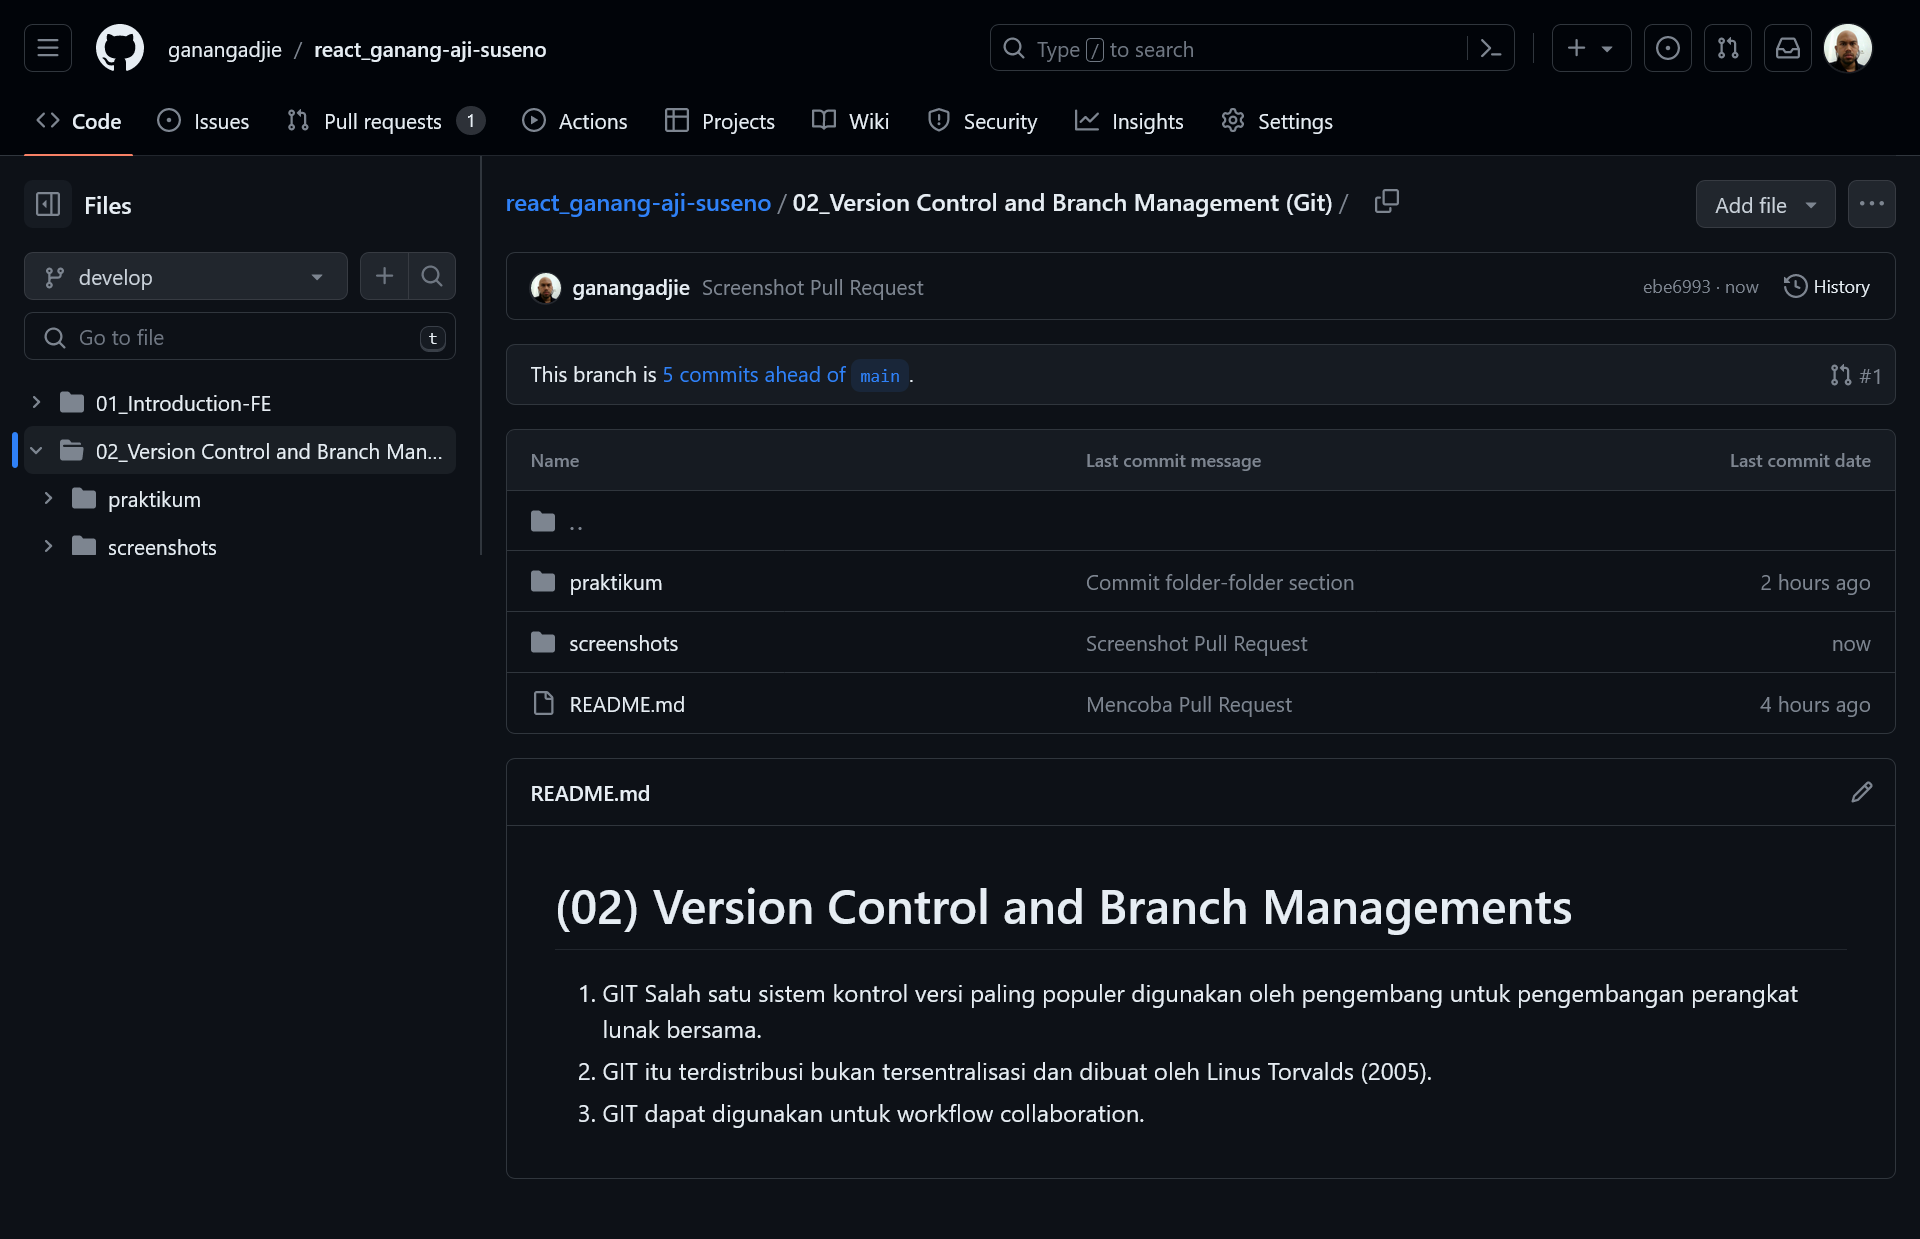 ganangadjie / react_ganang-aji-suseno
Type / to search
Code
Issues
Pull requests 1
Actions
Projects
Wiki
Security
Insights
Settings
Files
develop
Go to file
t
01_Introduction-FE
02_Version Control and Branch Man...
praktikum
screenshots
react_ganang-aji-suseno / 02_Version Control and Branch Management (Git) /
Add file
ganangadjie Screenshot Pull Request
ebe6993 · now
History
This branch is 5 commits ahead of main .
#1
Name Last commit message Last commit date
..
praktikum Commit folder-folder section 2 hours ago
screenshots Screenshot Pull Request now
README.md Mencoba Pull Request 4 hours ago
README.md
(02) Version Control and Branch Managements
1. GIT Salah satu sistem kontrol versi paling populer digunakan oleh pengembang untuk pengembangan perangkat
lunak bersama.
2. GIT itu terdistribusi bukan tersentralisasi dan dibuat oleh Linus Torvalds (2005).
3. GIT dapat digunakan untuk workflow collaboration.